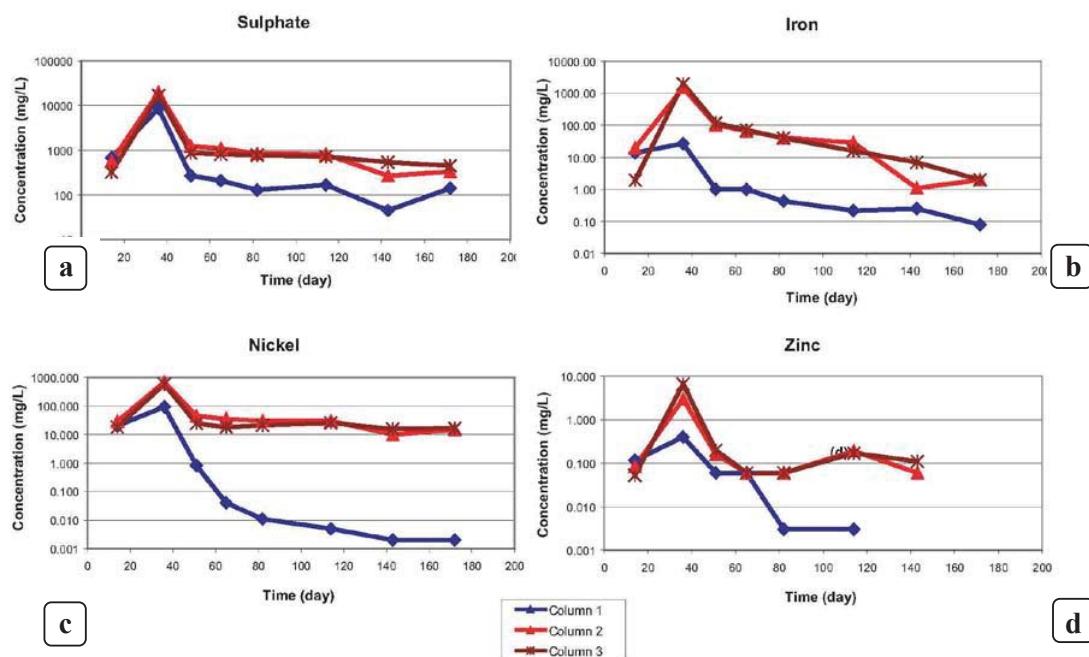 Sulphate
Concentration (mg/L)
100000
10000
1000
100
20 40 60 80 100 120 140 160 180 200
Time (day)
a
Iron
Concentration (mg/L)
10000.00
1000.00
100.00
10.00
1.00
0.10
0.01
0 20 40 60 80 100 120 140 160 180 200
Time (day)
b
Nickel
Concentration (mg/L)
1000.000
100.000
10.000
1.000
0.100
0.010
0.001
0 20 40 60 80 100 120 140 160 180 200
Time (day)
c
Zinc
Concentration (mg/L)
10.000
1.000
0.100
0.010
0.001
(d)
0 20 40 60 80 100 120 140 160 180 200
Time (day)
d
Column 1
Column 2
Column 3